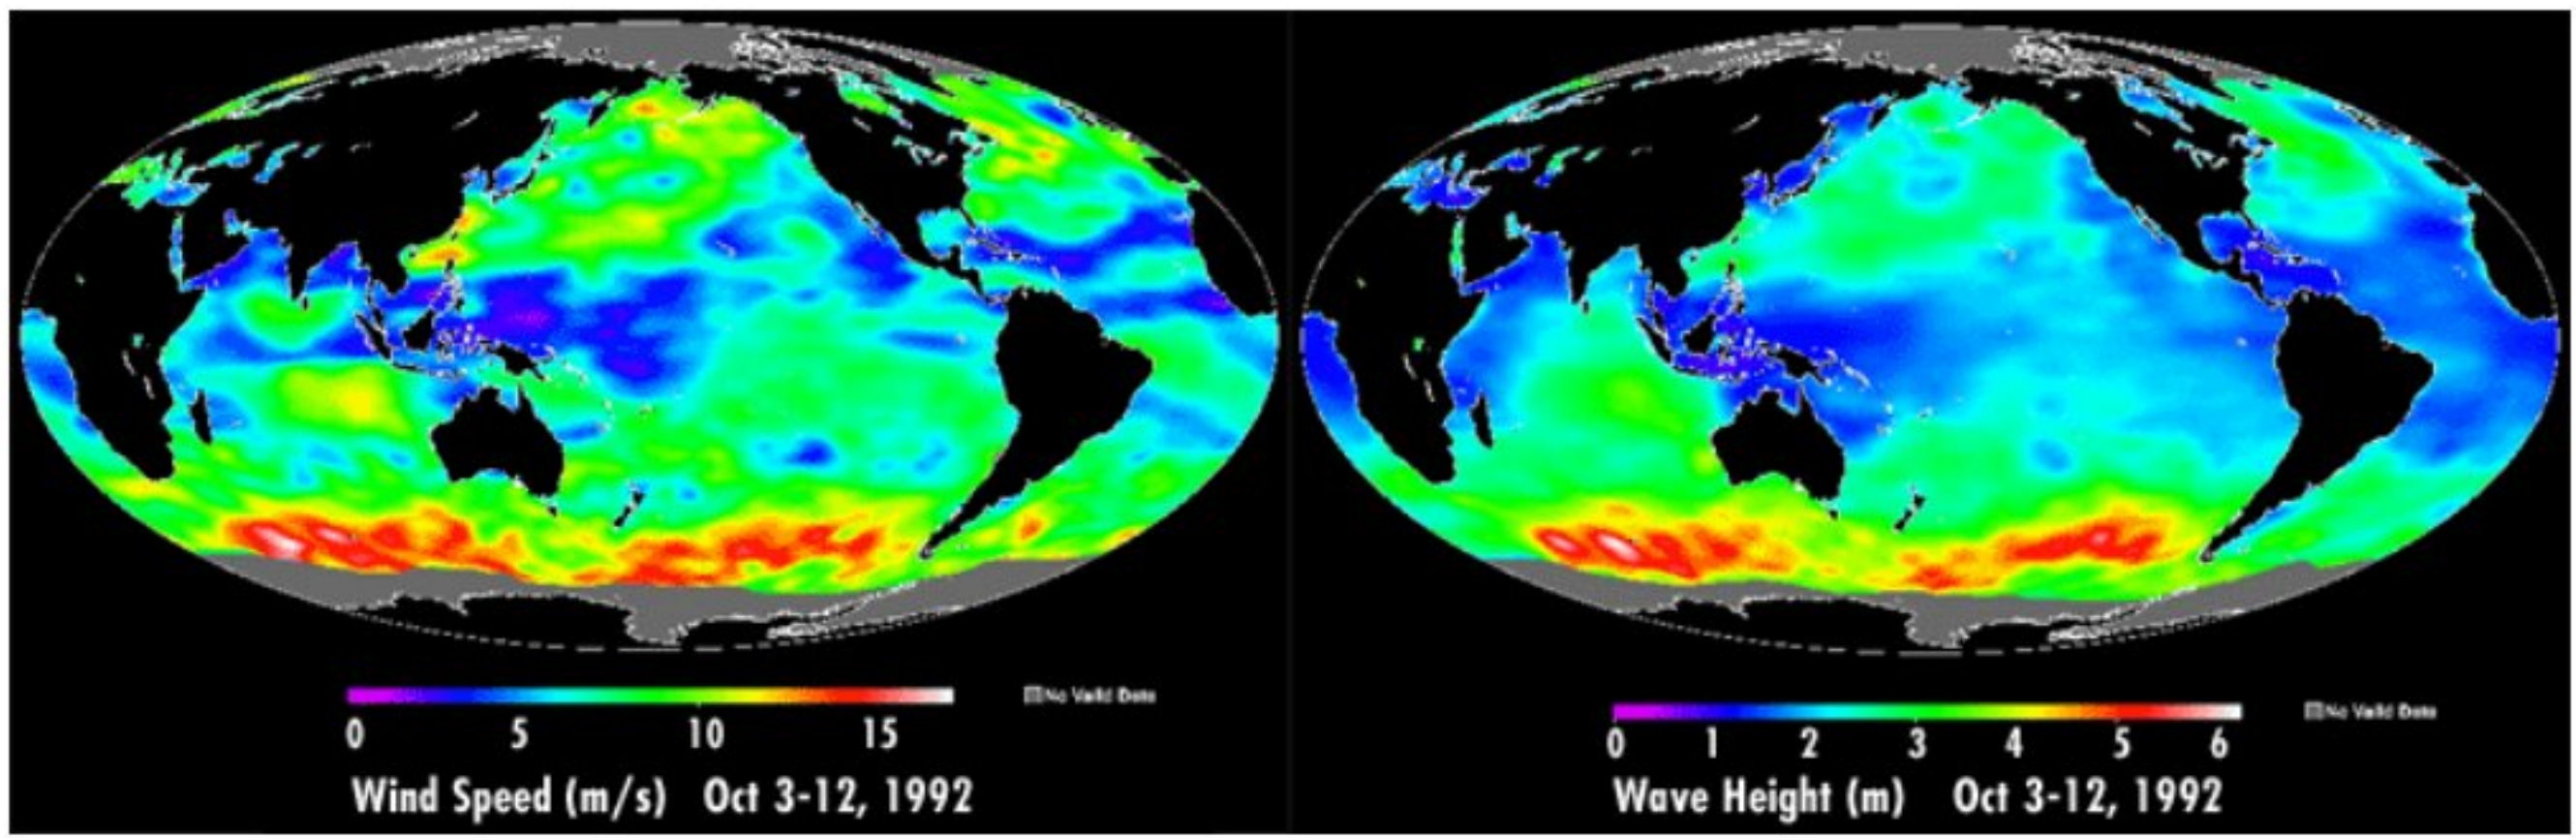 No Valid Data
0 5 10 15
Wind Speed (m/s) Oct 3-12, 1992
No Valid Data
0 1 2 3 4 5 6
Wave Height (m) Oct 3-12, 1992